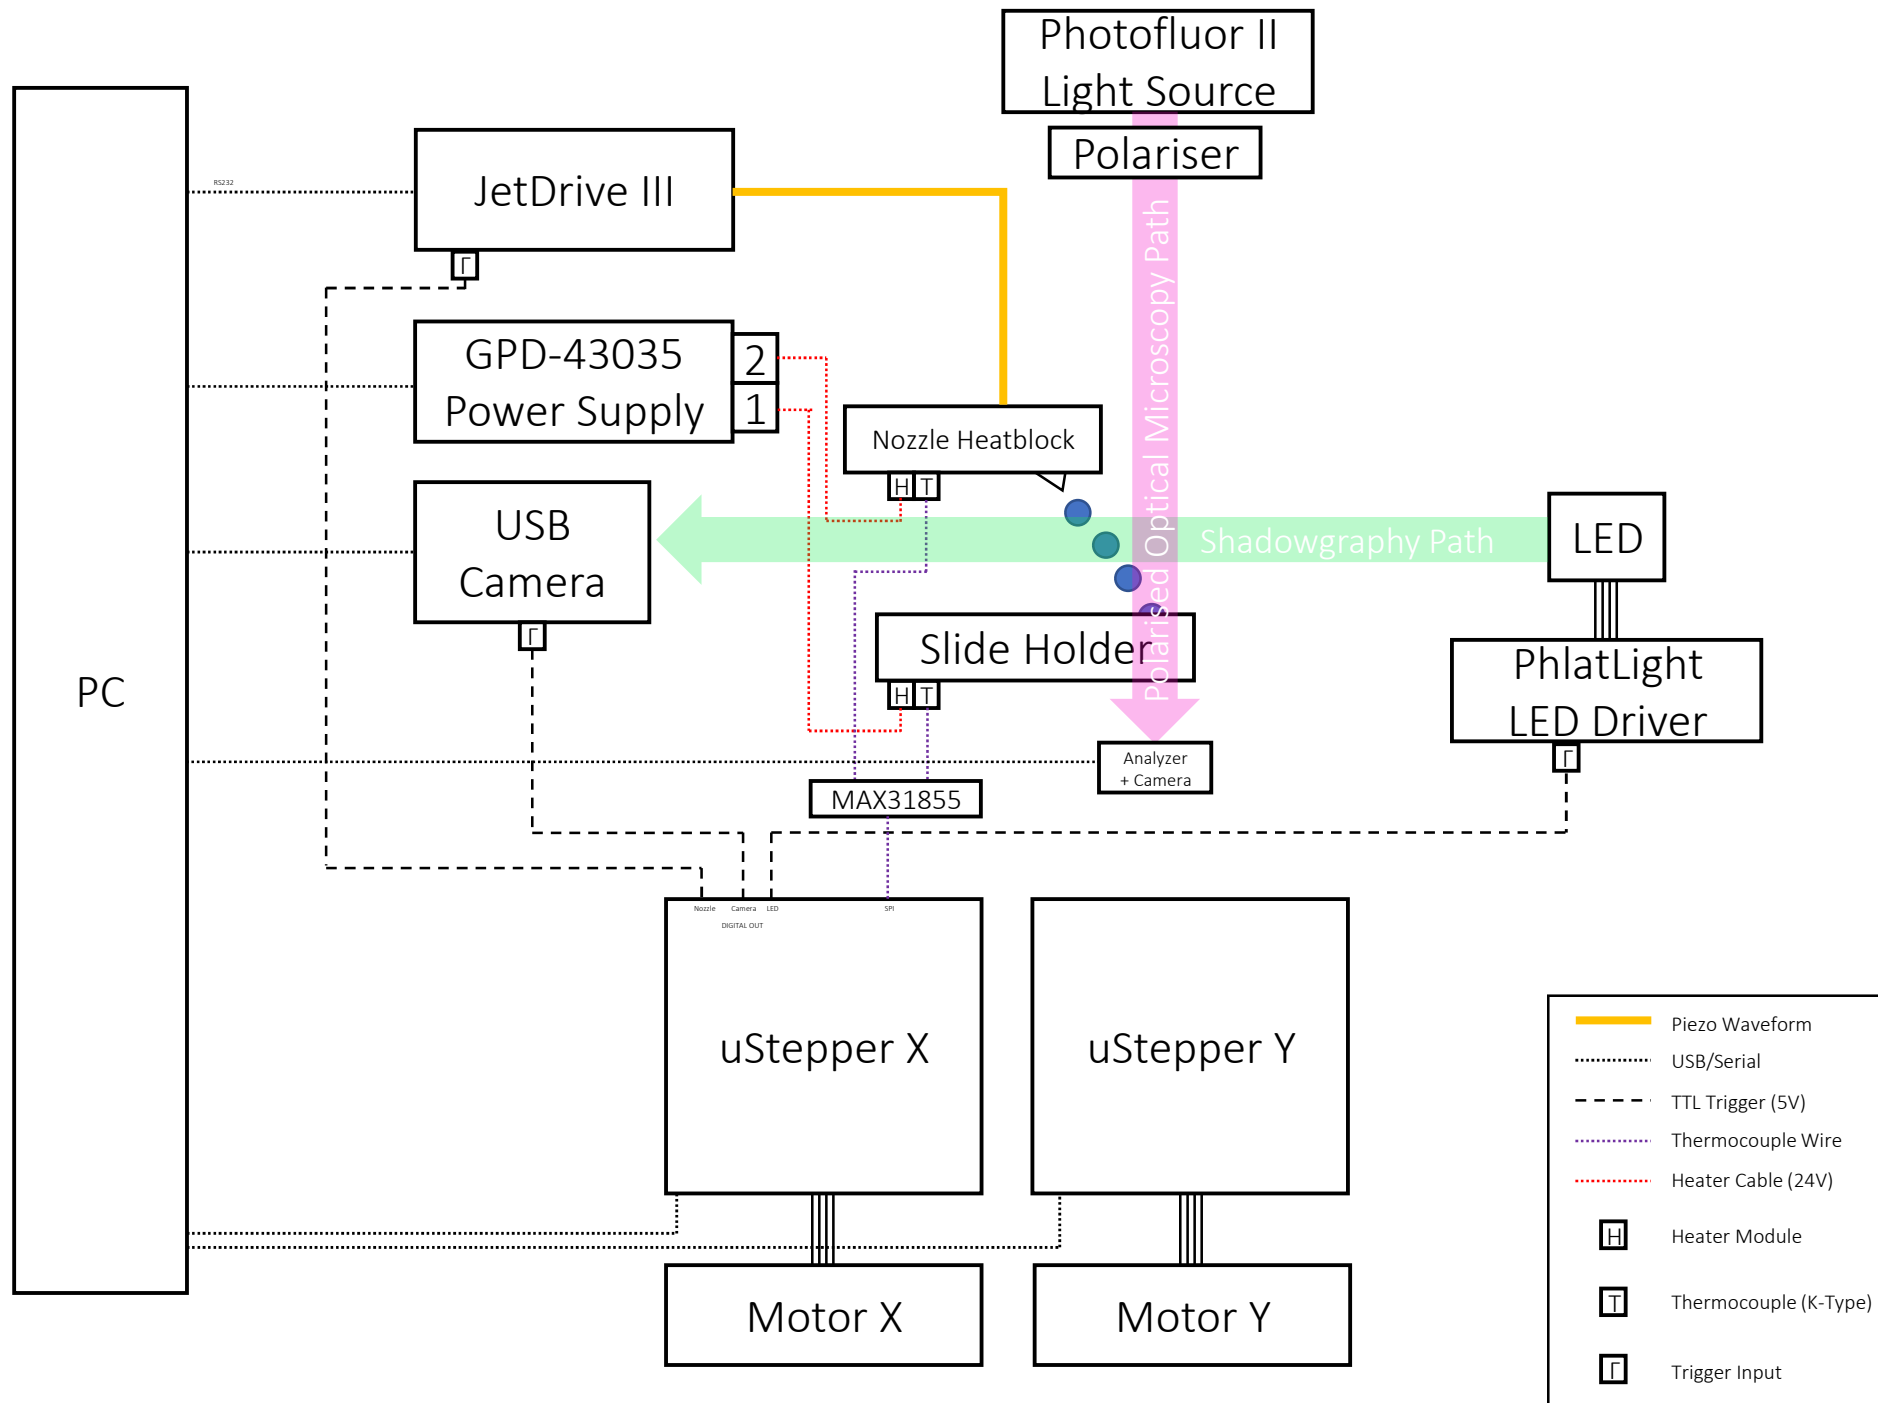 Photofluor II
Light Source
Polariser
JetDrive III
RS232
Γ
Polarised Optical Microscopy Path
GPD-43035
Power Supply
2
1
Nozzle Heatblock
H
T
USB
Camera
Γ
Shadowgraphy Path
LED
Slide Holder
H
T
PhlatLight
LED Driver
Γ
PC
Analyzer
+ Camera
MAX31855
Nozzle
Camera
LED
SPI
DIGITAL OUT
uStepper X
uStepper Y
Motor X
Motor Y
Piezo Waveform
USB/Serial
TTL Trigger (5V)
Thermocouple Wire
Heater Cable (24V)
H
Heater Module
T
Thermocouple (K-Type)
Γ
Trigger Input